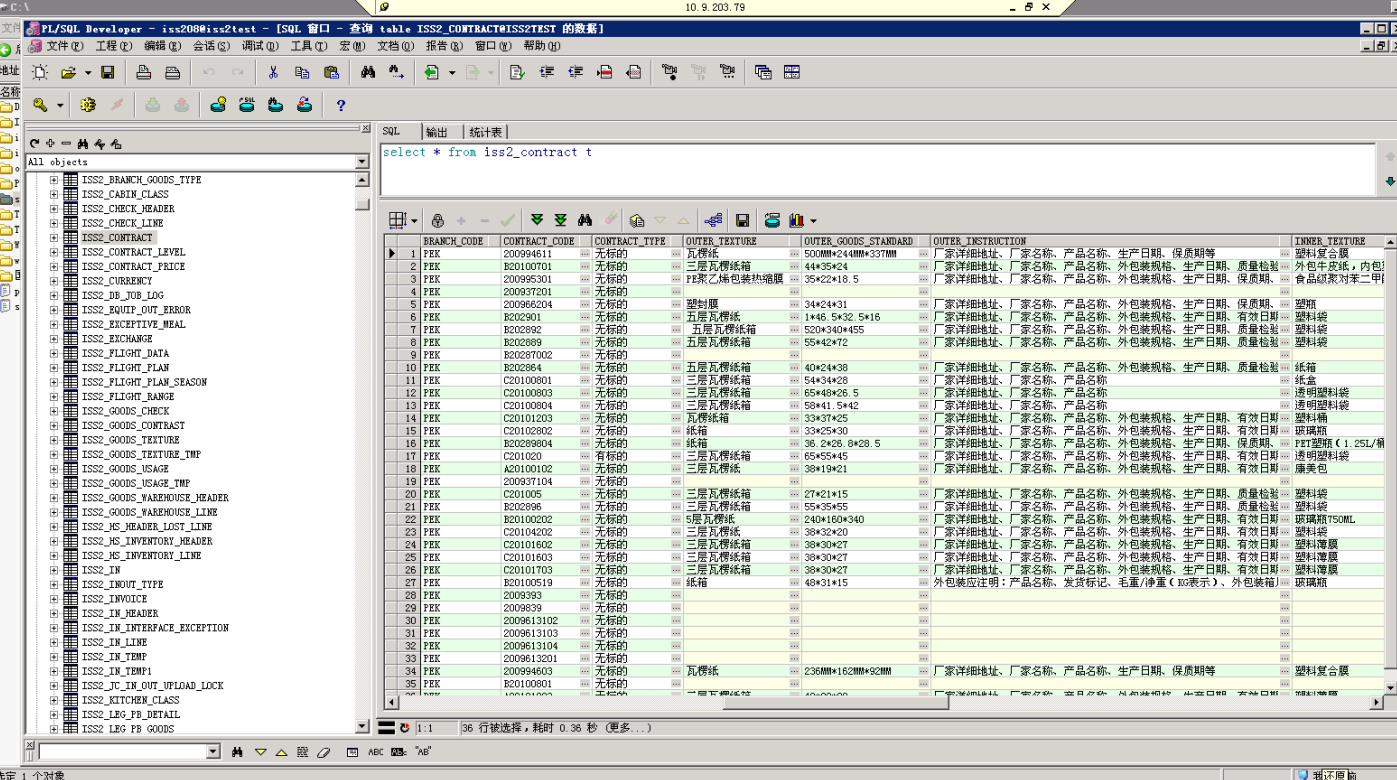 C:\
10.9.203.79
PL/SQL Developer - iss208@iss2test - [SQL 窗口 - 查询 table ISS2_CONTRACT@ISS2TEST 的数据]
文件(F) 工程(P) 编辑(E) 会话(S) 调试(D) 工具(T) 宏(M) 文档(O) 报告(R) 窗口(W) 帮助(H)
SQL 输出 统计表
select * from iss2_contract t
All objects
ISS2_BRANCH_GOODS_TYPE
ISS2_CABIN_CLASS
ISS2_CHECK_HEADER
ISS2_CHECK_LINE
ISS2_CONTRACT
ISS2_CONTRACT_LEVEL
ISS2_CONTRACT_PRICE
ISS2_CURRENCY
ISS2_DB_JOB_LOG
ISS2_EQUIP_OUT_ERROR
ISS2_EXCEPTIVE_MEAL
ISS2_EXCHANGE
ISS2_FLIGHT_DATA
ISS2_FLIGHT_PLAN
ISS2_FLIGHT_PLAN_SEASON
ISS2_FLIGHT_RANGE
ISS2_GOODS_CHECK
ISS2_GOODS_CONTRAST
ISS2_GOODS_TEXTURE
ISS2_GOODS_TEXTURE_TMP
ISS2_GOODS_USAGE
ISS2_GOODS_USAGE_TMP
ISS2_GOODS_WAREHOUSE_HEADER
ISS2_GOODS_WAREHOUSE_LINE
ISS2_HS_HEADER_LOST_LINE
ISS2_HS_INVENTORY_HEADER
ISS2_HS_INVENTORY_LINE
ISS2_IN
ISS2_INOUT_TYPE
ISS2_INVOICE
ISS2_IN_HEADER
ISS2_IN_INTERFACE_EXCEPTION
ISS2_IN_LINE
ISS2_IN_TEMP
ISS2_IN_TEMP1
ISS2_JC_IN_OUT_UPLOAD_LOCK
ISS2_KITCHEN_CLASS
ISS2_LEG_PB_DETAIL
ISS2_LEG_PB_GOODS
BRANCH_CODE CONTRACT_CODE CONTRACT_TYPE OUTER_TEXTURE OUTER_GOODS_STANDARD OUTER_INSTRUCTION INNER_TEXTURE
1 PEK 200994611 无标的 瓦楞纸 500MM*244MM*337MM 厂家详细地址、厂家名称、产品名称、生产日期、保质期等 塑料复合膜
2 PEK B20100701 无标的 三层瓦楞纸箱 44*35*24 厂家详细地址、厂家名称、产品名称、外包装规格、生产日期、质量检验 外包牛皮纸，内包
3 PEK 200995301 无标的 PE聚乙烯包装热缩膜 35*22*18.5 厂家详细地址、厂家名称、产品名称、外包装规格、生产日期、保质期、 食品级聚对苯二甲
4 PEK 200937201 无标的
5 PEK 200966204 无标的 塑封膜 34*24*31 厂家详细地址、厂家名称、产品名称、外包装规格、生产日期、保质期、 塑瓶
6 PEK B202901 无标的 五层瓦楞纸 1*46.5*32.5*16 厂家详细地址、厂家名称、产品名称、外包装规格、生产日期、有效日期 塑料袋
7 PEK B202892 无标的 五层瓦楞纸箱 520*340*455 厂家详细地址、厂家名称、产品名称、外包装规格、生产日期、质量检验 塑料袋
8 PEK B202889 无标的 五层瓦楞纸箱 55*42*72 厂家详细地址、厂家名称、产品名称、外包装规格、生产日期、质量检验 塑料袋
9 PEK B20287002 无标的
10 PEK B202864 无标的 五层瓦楞纸箱 40*24*38 厂家详细地址、厂家名称、产品名称、外包装规格、生产日期、质量检验 纸箱
11 PEK C20100801 无标的 三层瓦楞纸箱 54*34*28 厂家详细地址、厂家名称、产品名称 纸盒
12 PEK C20100803 无标的 三层瓦楞纸箱 65*48*26.5 厂家详细地址、厂家名称、产品名称 透明塑料袋
13 PEK C20100804 无标的 三层瓦楞纸箱 58*41.5*42 厂家详细地址、厂家名称、产品名称 透明塑料袋
14 PEK C20101203 无标的 瓦楞纸箱 33*37*25 厂家详细地址、厂家名称、产品名称、外包装规格、生产日期、有效日期 塑料桶
15 PEK C20102802 无标的 纸箱 33*25*30 厂家详细地址、厂家名称、产品名称、外包装规格、生产日期、有效日期 玻璃瓶
16 PEK B20289804 无标的 纸箱 36.2*26.8*28.5 厂家详细地址、厂家名称、产品名称、外包装规格、生产日期、保质期、 PET塑瓶(1.25L/桶
17 PEK C201020 有标的 三层瓦楞纸箱 65*55*45 厂家详细地址、厂家名称、产品名称、外包装规格、生产日期、有效日期 透明塑料袋
18 PEK A20100102 无标的 三层瓦楞纸 38*19*21 厂家详细地址、厂家名称、产品名称、外包装规格、生产日期、有效日期 康美包
19 PEK 200937104 无标的
20 PEK C201005 无标的 三层瓦楞纸箱 27*21*15 厂家详细地址、厂家名称、产品名称、外包装规格、生产日期、质量检验 塑料袋
21 PEK B202896 无标的 三层瓦楞纸箱 55*35*55 厂家详细地址、厂家名称、产品名称、外包装规格、生产日期、质量检验 塑料袋
22 PEK B20100202 无标的 5层瓦楞纸 240*160*340 厂家详细地址、厂家名称、产品名称、外包装规格、生产日期、有效日期 玻璃瓶750ML
23 PEK C20104202 无标的 三层瓦楞纸 38*32*20 厂家详细地址、厂家名称、产品名称、外包装规格、生产日期、有效日期 塑料袋
24 PEK C20101602 无标的 三层瓦楞纸箱 38*30*27 厂家详细地址、厂家名称、产品名称、外包装规格、生产日期、有效日期 塑料薄膜
25 PEK C20101603 无标的 三层瓦楞纸箱 38*30*27 厂家详细地址、厂家名称、产品名称、外包装规格、生产日期、有效日期 塑料薄膜
26 PEK C20101703 无标的 三层瓦楞纸箱 38*30*27 厂家详细地址、厂家名称、产品名称、外包装规格、生产日期、有效日期 塑料薄膜
27 PEK B20100519 无标的 纸箱 48*31*15 外包装应注明：产品名称、发货标记、毛重/净重(KG表示)、外包装箱 玻璃瓶
28 PEK 2009393 无标的
29 PEK 2009839 无标的
30 PEK 2009613102 无标的
31 PEK 2009613103 无标的
32 PEK 2009613104 无标的
33 PEK 2009613201 无标的
34 PEK 200994603 无标的 瓦楞纸 236MM*162MM*92MM 厂家详细地址、厂家名称、产品名称、生产日期、保质期等 塑料复合膜
35 PEK B20100801 无标的
1:1 36 行被选择，耗时 0.36 秒 (更多...)
ABC "AB"
选定 1 个对象
还原